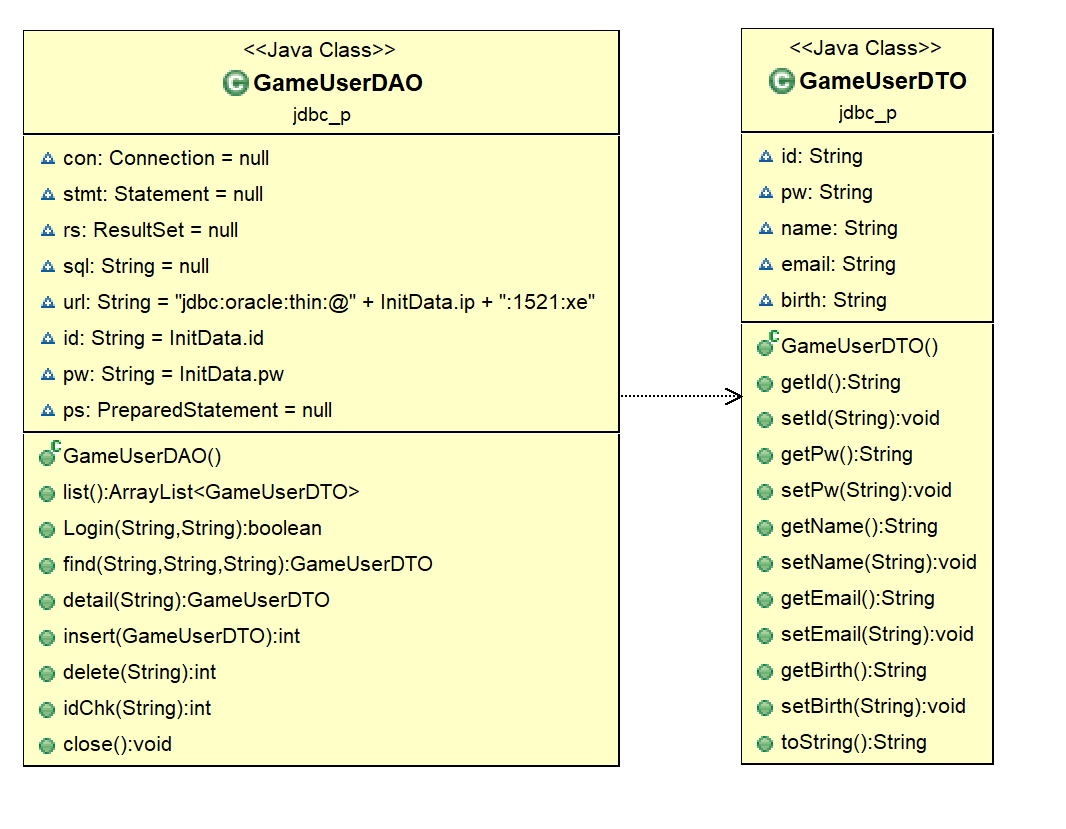 <<Java Class>>
GameUserDAO
jdbc_p
con: Connection = null
stmt: Statement = null
rs: ResultSet = null
sql: String = null
url: String = "jdbc:oracle:thin:@" + InitData.ip + ":1521:xe"
id: String = InitData.id
pw: String = InitData.pw
ps: PreparedStatement = null
GameUserDAO()
list():ArrayList<GameUserDTO>
Login(String,String):boolean
find(String,String,String):GameUserDTO
detail(String):GameUserDTO
insert(GameUserDTO):int
delete(String):int
idChk(String):int
close():void
<<Java Class>>
GameUserDTO
jdbc_p
id: String
pw: String
name: String
email: String
birth: String
GameUserDTO()
getId():String
setId(String):void
getPw():String
setPw(String):void
getName():String
setName(String):void
getEmail():String
setEmail(String):void
getBirth():String
setBirth(String):void
toString():String